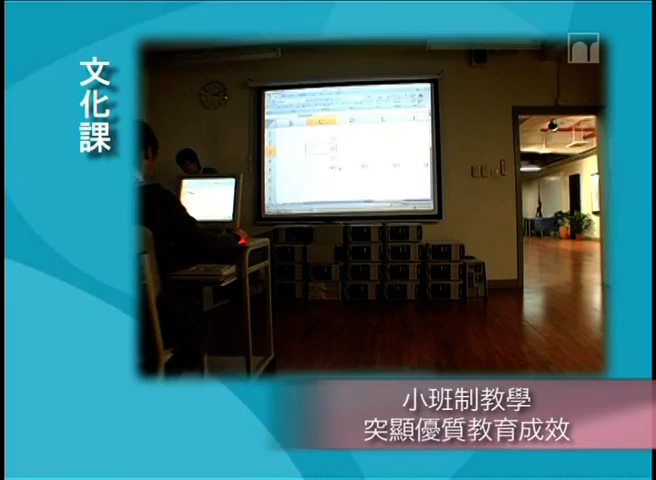 文化課
小班制教學
突顯優質教育成效